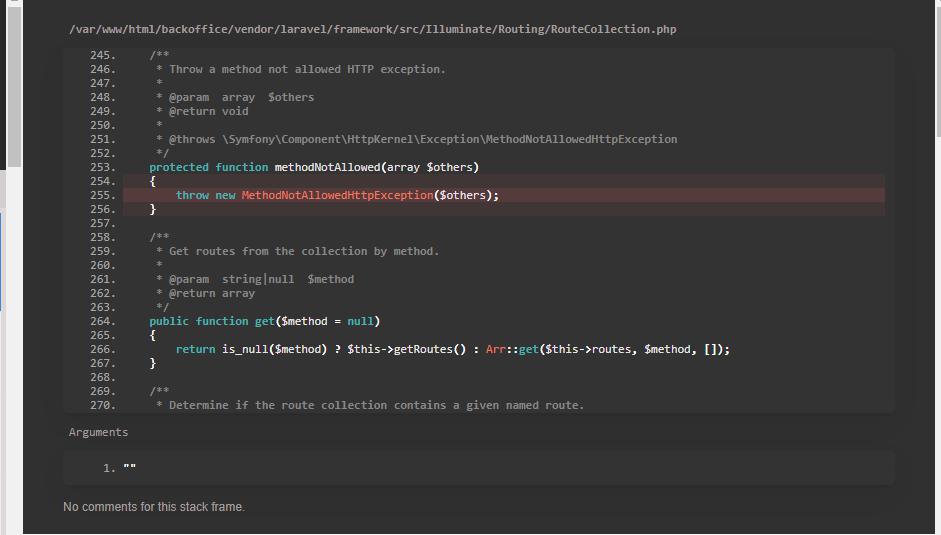 /var/www/html/backoffice/vendor/laravel/framework/src/Illuminate/Routing/RouteCollection.php
245. /**
246. * Throw a method not allowed HTTP exception.
247. *
248. * @param array $others
249. * @return void
250. *
251. * @throws \Symfony\Component\HttpKernel\Exception\MethodNotAllowedHttpException
252. */
253. protected function methodNotAllowed(array $others)
254. {
255. throw new MethodNotAllowedHttpException($others);
256. }
257.
258. /**
259. * Get routes from the collection by method.
260. *
261. * @param string|null $method
262. * @return array
263. */
264. public function get($method = null)
265. {
266. return is_null($method) ? $this->getRoutes() : Arr::get($this->routes, $method, []);
267. }
268.
269. /**
270. * Determine if the route collection contains a given named route.
Arguments
1. ""
No comments for this stack frame.